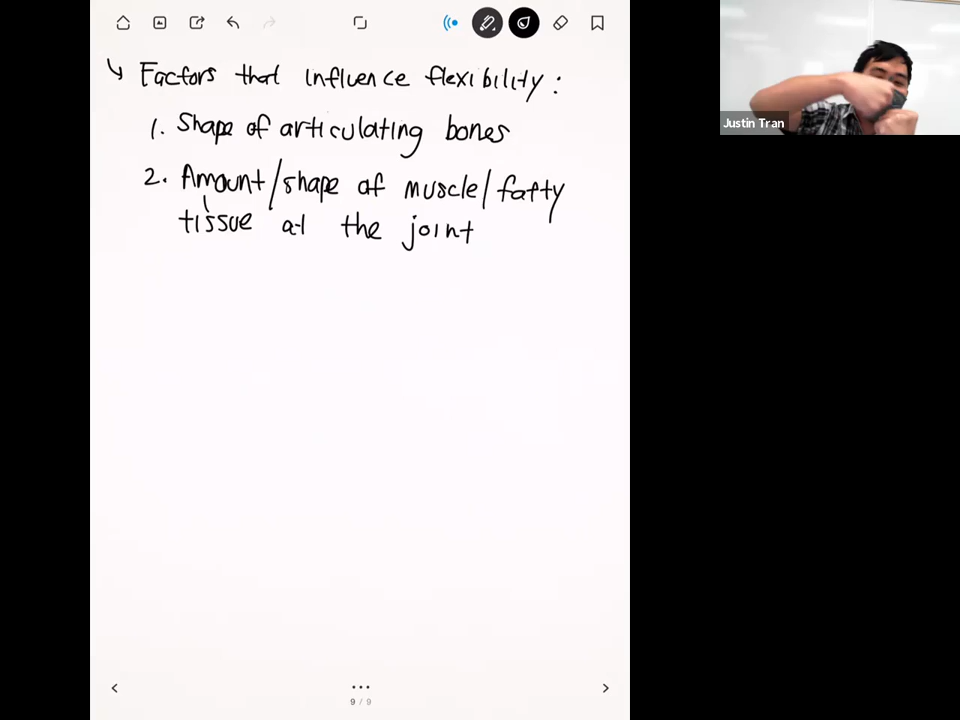 ↳ Factors that influence flexibility:
1. Shape of articulating bones
2. Amount/shape of muscle/fatty
tissue at the joint
Justin Tran
9 / 9